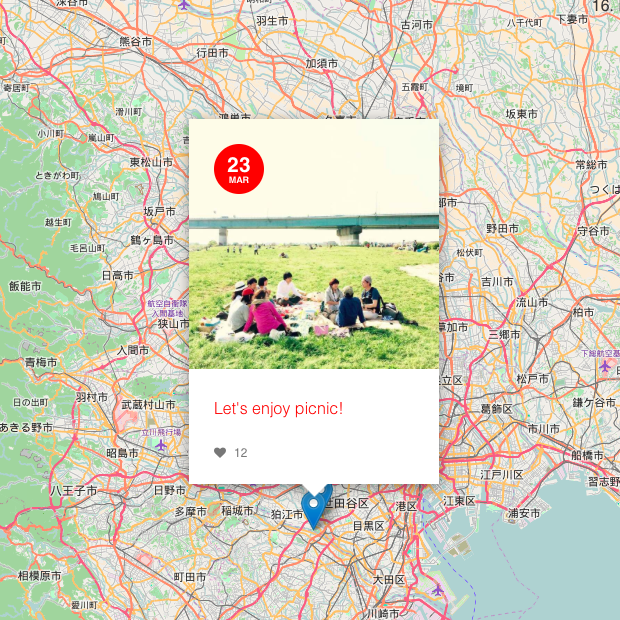 深谷市
羽生市
古河市
八千代町
下妻市
16.
熊谷市
行田市
加須市
五霞町
境町
寄居町
滑川町
坂東市
小川町
嵐山町
東松山市
常総市
ときがわ町
鳩山町
坂戸市
越生町
鶴ヶ島市
毛呂山町
野田市
守谷市
松伏町
日高市
吉川市
飯能市
航空自衛隊
入間基地
狭山市
流山市
柏市
草加市
三郷市
入間市
青梅市
松戸市
羽村市
日の出町
武蔵村山市
葛飾区
鎌ケ谷市
あきる野市
立川飛行場
市川市
昭島市
船橋市
八王子市
日野市
江戸川区
習志野
多摩市
稲城市
狛江市
世田谷区
港区
江東区
浦安市
目黒区
相模原市
町田市
大田区
愛川町
川崎市
23
MAR
Let's enjoy picnic!
12